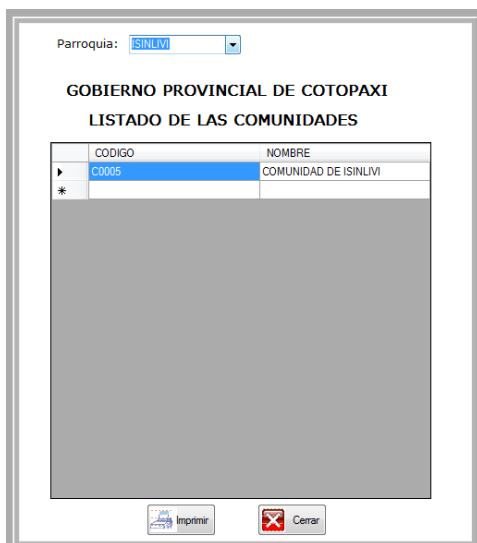 Parroquia: ISINLIVI
GOBIERNO PROVINCIAL DE COTOPAXI
LISTADO DE LAS COMUNIDADES
CODIGO NOMBRE
C0005 COMUNIDAD DE ISINLIVI
Imprimir Cerrar